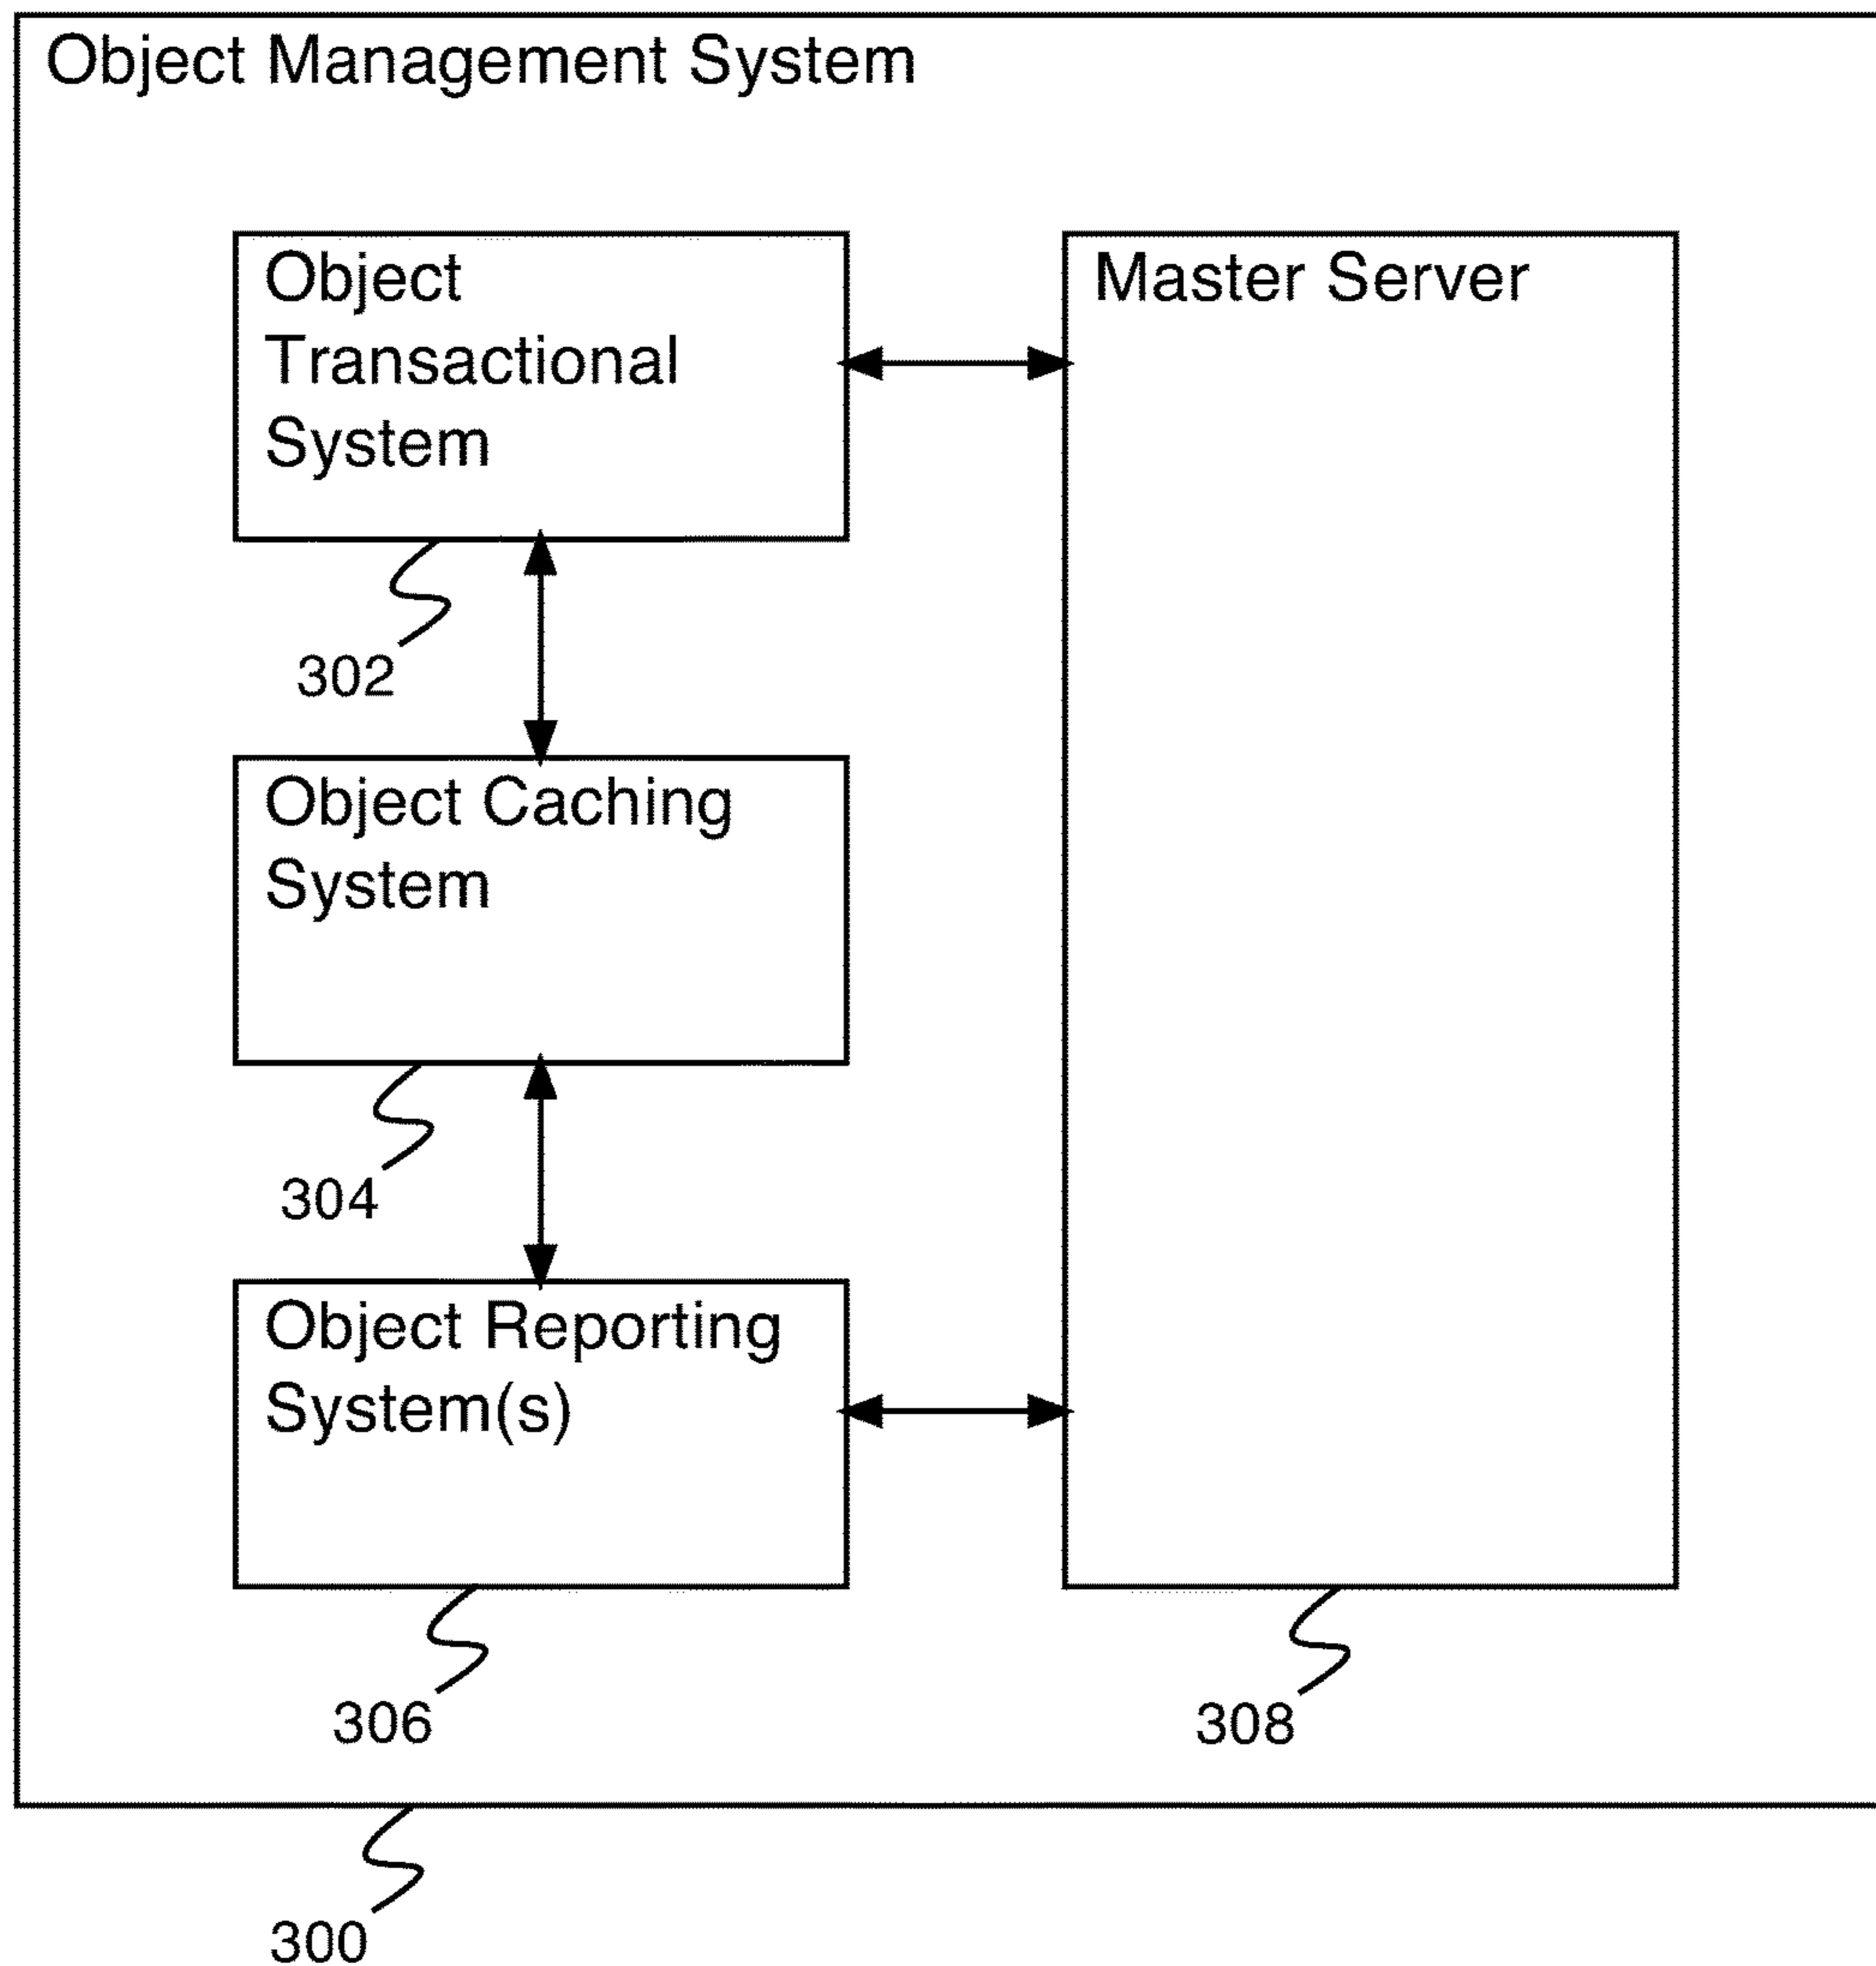 Object Management System
Object
Transactional
System
Master Server
302
Object Caching
System
304
Object Reporting
System(s)
306
308
300